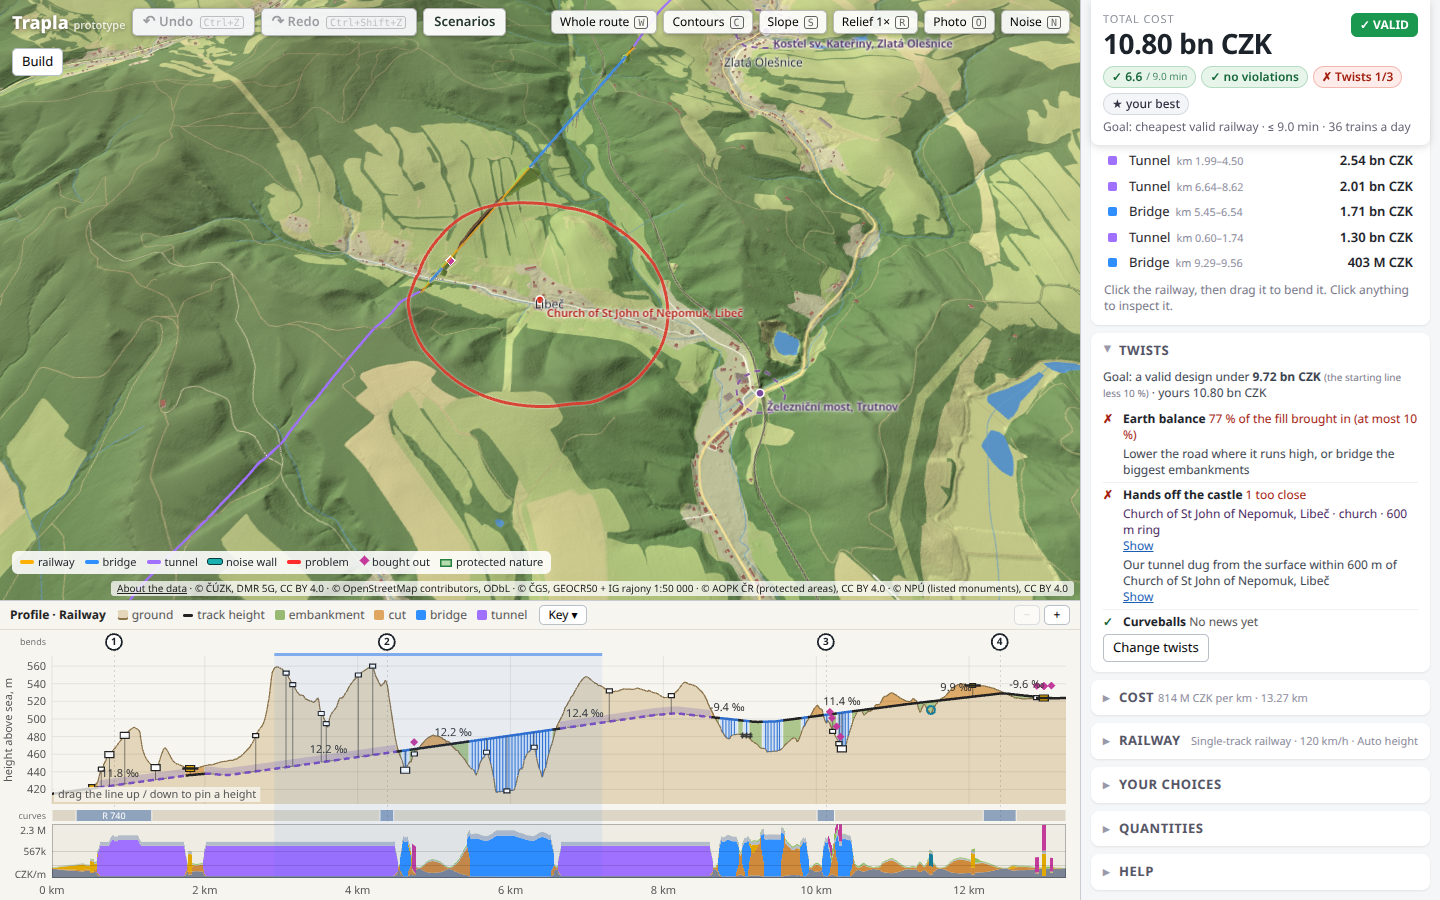 Trapla prototype
↶ Undo Ctrl+Z
↷ Redo Ctrl+Shift+Z
Scenarios
Whole route W
Contours C
Slope S
Relief 1× R
Photo O
Noise N
Build
Kostel sv. Kateřiny, Zlatá Olešnice
Zlatá Olešnice
Libeč
Church of St John of Nepomuk, Libeč
Železniční most, Trutnov
railway bridge tunnel noise wall problem bought out protected nature
About the data · © ČÚZK, DMR 5G, CC BY 4.0 · © OpenStreetMap contributors, ODbL · © ČGS, GEOCR50 + IG rajony 1:50 000 · © AOPK ČR (protected areas), CC BY 4.0 · © NPÚ (listed monuments), CC BY 4.0
TOTAL COST
10.80 bn CZK
✓ VALID
✓ 6.6 / 9.0 min
✓ no violations
✗ Twists 1/3
★ your best
Goal: cheapest valid railway · ≤ 9.0 min · 36 trains a day
Tunnel km 1.99–4.50 2.54 bn CZK
Tunnel km 6.64–8.62 2.01 bn CZK
Bridge km 5.45–6.54 1.71 bn CZK
Tunnel km 0.60–1.74 1.30 bn CZK
Bridge km 9.29–9.56 403 M CZK
Click the railway, then drag it to bend it. Click anything
to inspect it.
▼ TWISTS
Goal: a valid design under 9.72 bn CZK (the starting line
less 10 %) · yours 10.80 bn CZK
✗ Earth balance 77 % of the fill brought in (at most 10
%)
Lower the road where it runs high, or bridge the
biggest embankments
✗ Hands off the castle 1 too close
Church of St John of Nepomuk, Libeč · church · 600
m ring
Show
Our tunnel dug from the surface within 600 m of
Church of St John of Nepomuk, Libeč
Show
✓ Curveballs No news yet
Change twists
▶ COST 814 M CZK per km · 13.27 km
▶ RAILWAY Single-track railway · 120 km/h · Auto height
▶ YOUR CHOICES
▶ QUANTITIES
▶ HELP
Profile · Railway ground track height embankment cut bridge tunnel Key ▾
− +
bends 1 2 3 4
height above sea, m
560
540
520
500
480
460
440
420
11.8 ‰
12.2 ‰
12.2 ‰
12.4 ‰
-9.4 ‰
11.4 ‰
9.9 ‰
-9.6 ‰
drag the line up / down to pin a height
curves R 740
2.3 M
567k
CZK/m
0 km 2 km 4 km 6 km 8 km 10 km 12 km